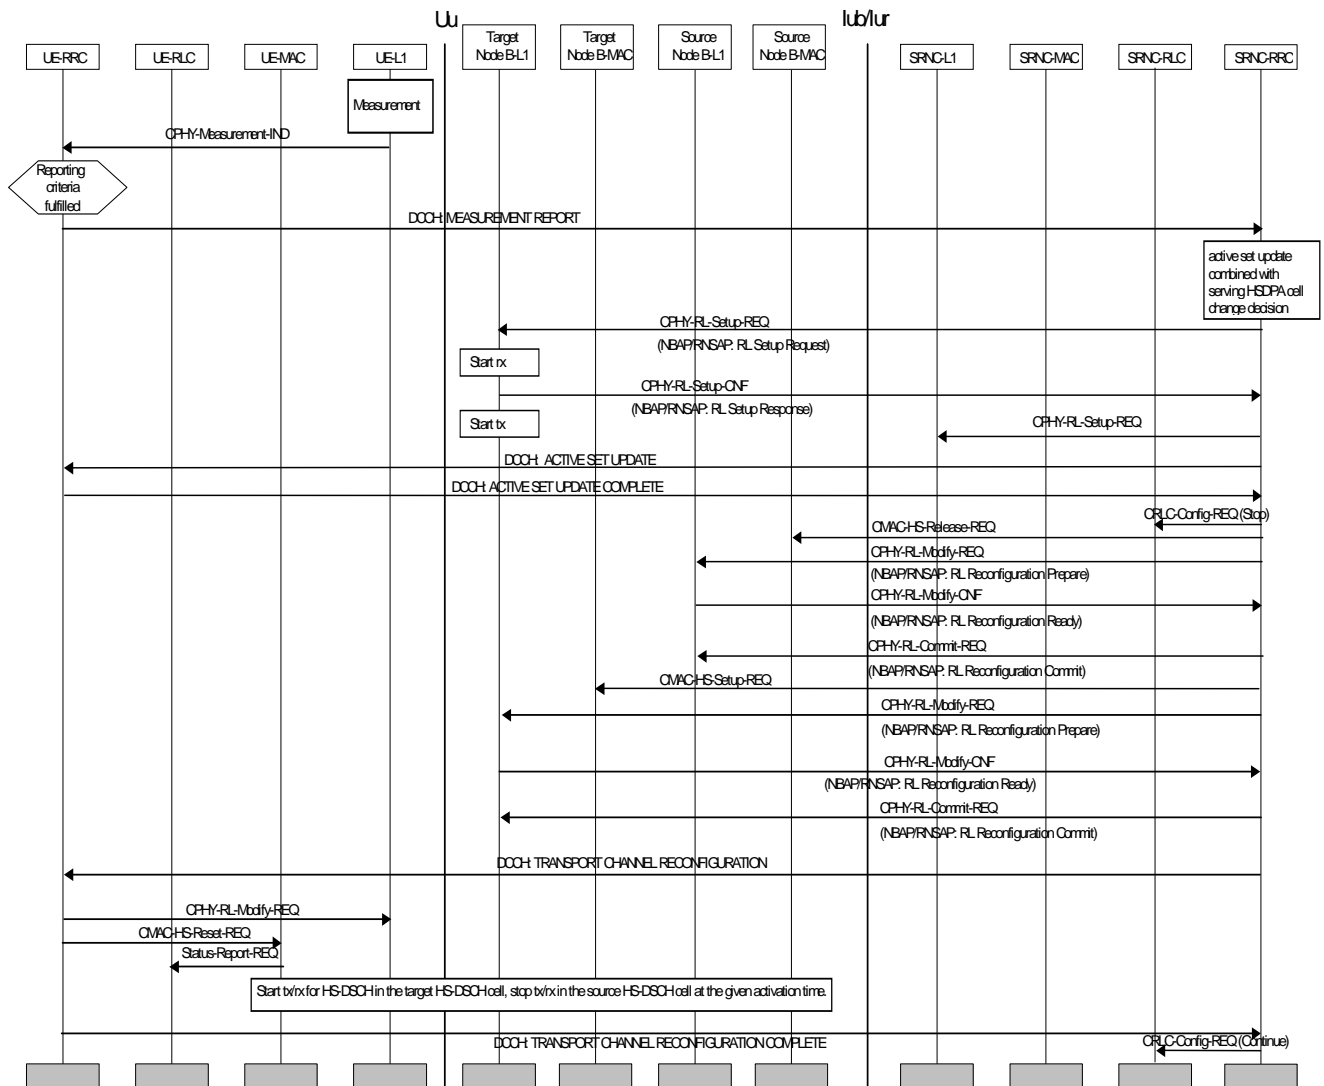 Uu
Iub/Iur
UE-RRC
UE-RLC
UE-MAC
UE-L1
Target
Node B-L1
Target
Node B-MAC
Source
Node B-L1
Source
Node B-MAC
SRNC-L1
SRNC-MAC
SRNC-RLC
SRNC-RRC
Measurement
CPHY-Measurement-IND
Reporting
criteria
fulfilled
DCCH: MEASUREMENT REPORT
active set update
combined with
serving HSDPA cell
change decision
CPHY-RL-Setup-REQ
(NBAP/RNSAP: RL Setup Request)
Start rx
CPHY-RL-Setup-CNF
(NBAP/RNSAP: RL Setup Response)
Start tx
CPHY-RL-Setup-REQ
DCCH: ACTIVE SET UPDATE
DCCH: ACTIVE SET UPDATE COMPLETE
CRLC-Config-REQ (Stop)
CMAC-HS-Release-REQ
CPHY-RL-Modify-REQ
(NBAP/RNSAP: RL Reconfiguration Prepare)
CPHY-RL-Modify-CNF
(NBAP/RNSAP: RL Reconfiguration Ready)
CPHY-RL-Commit-REQ
(NBAP/RNSAP: RL Reconfiguration Commit)
CMAC-HS-Setup-REQ
CPHY-RL-Modify-REQ
(NBAP/RNSAP: RL Reconfiguration Prepare)
CPHY-RL-Modify-CNF
(NBAP/RNSAP: RL Reconfiguration Ready)
CPHY-RL-Commit-REQ
(NBAP/RNSAP: RL Reconfiguration Commit)
DCCH: TRANSPORT CHANNEL RECONFIGURATION
CPHY-RL-Modify-REQ
CMAC-HS-Reset-REQ
Status-Report-REQ
Start tx/rx for HS-DSCH in the target HS-DSCH cell, stop tx/rx in the source HS-DSCH cell at the given activation time.
DCCH: TRANSPORT CHANNEL RECONFIGURATION COMPLETE
CRLC-Config-REQ (Continue)